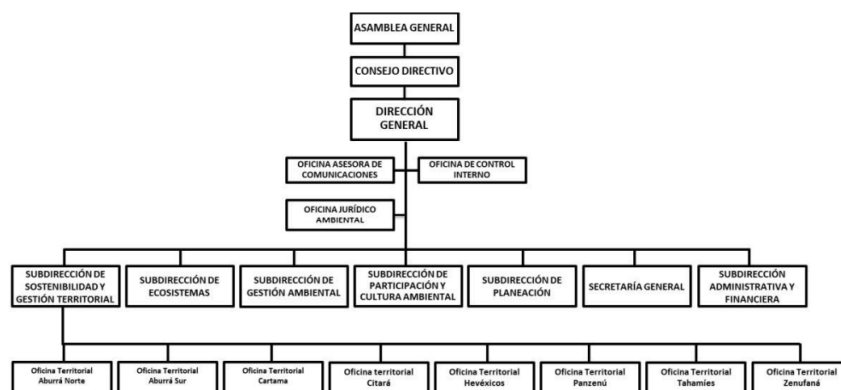 ASAMBLEA GENERAL
CONSEJO DIRECTIVO
DIRECCIÓN
GENERAL
OFICINA ASESORA DE
COMUNICACIONES
OFICINA DE CONTROL
INTERNO
OFICINA JURÍDICO
AMBIENTAL
SUBDIRECCIÓN DE
SOSTENIBILIDAD Y
GESTIÓN TERRITORIAL
SUBDIRECCIÓN DE
ECOSISTEMAS
SUBDIRECCIÓN DE
GESTIÓN AMBIENTAL
SUBDIRECCIÓN DE
PARTICIPACIÓN Y
CULTURA AMBIENTAL
SUBDIRECCIÓN DE
PLANEACIÓN
SECRETARÍA GENERAL
SUBDIRECCIÓN
ADMINISTRATIVA Y
FINANCIERA
Oficina Territorial
Aburrá Norte
Oficina Territorial
Aburrá Sur
Oficina Territorial
Cartama
Oficina territorial
Citará
Oficina Territorial
Hevéxicos
Oficina Territorial
Panzenú
Oficina Territorial
Tahamíes
Oficina Territorial
Zenufaná